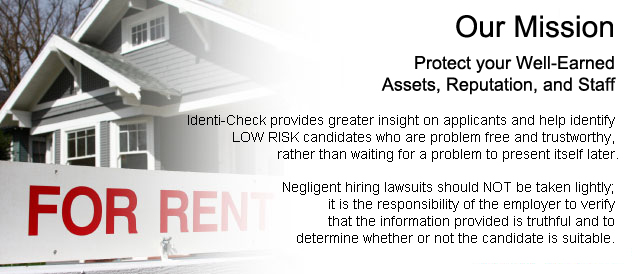 Our Mission
Protect your Well-Earned
Assets, Reputation, and Staff
Identi-Check provides greater insight on applicants and help identify
LOW RISK candidates who are problem free and trustworthy,
rather than waiting for a problem to present itself later.
Negligent hiring lawsuits should NOT be taken lightly;
it is the responsibility of the employer to verify
that the information provided is truthful and to
determine whether or not the candidate is suitable.
FOR RENT